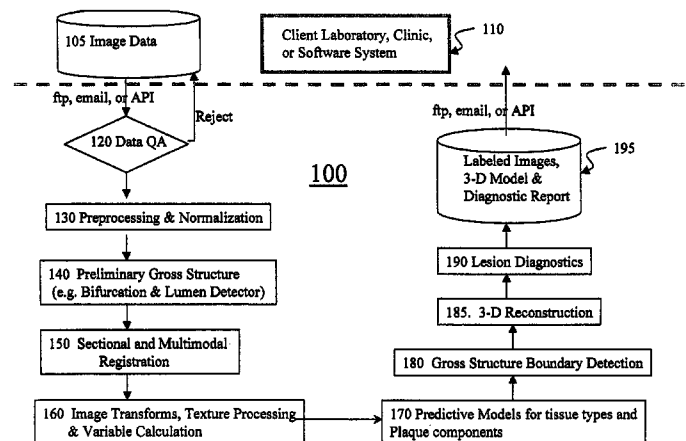 105 Image Data
Client Laboratory, Clinic,
or Software System
110
ftp, email, or API
Reject
120 Data QA
130 Preprocessing & Normalization
140 Preliminary Gross Structure
(e.g. Bifurcation & Lumen Detector)
150 Sectional and Multimodal
Registration
160 Image Transforms, Texture Processing
& Variable Calculation
100
ftp, email, or API
Labeled Images,
3-D Model &
Diagnostic Report
195
190 Lesion Diagnostics
185. 3-D Reconstruction
180 Gross Structure Boundary Detection
170 Predictive Models for tissue types and
Plaque components